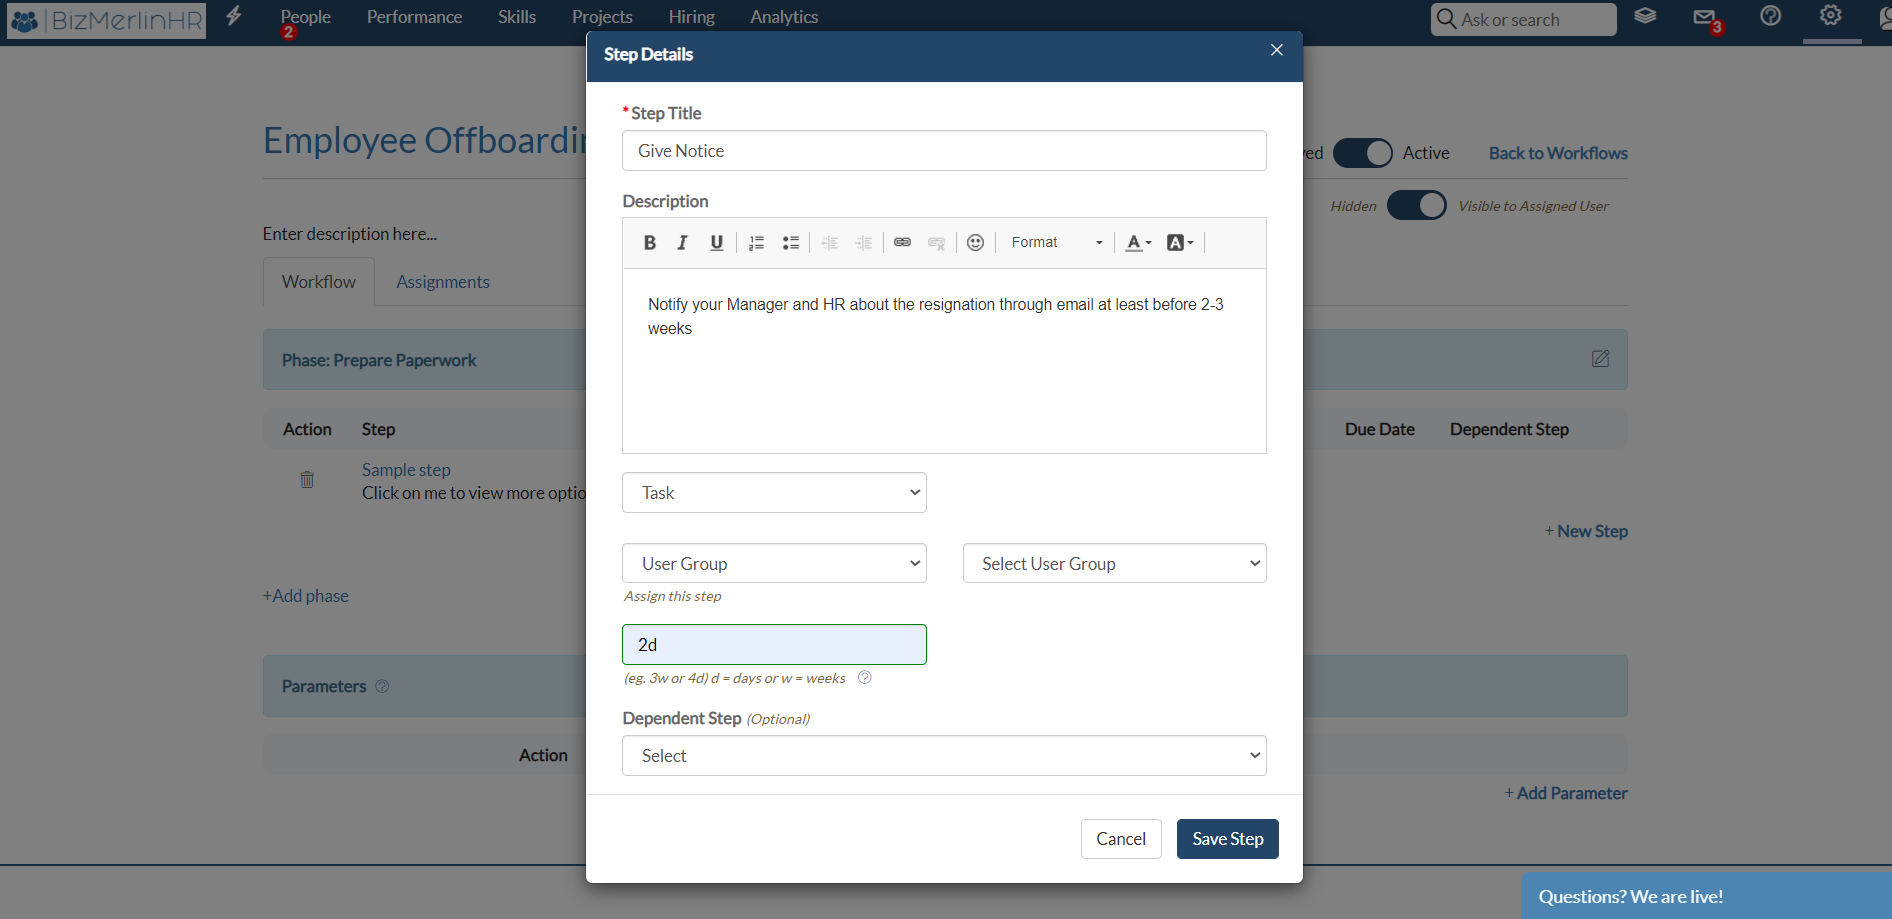 BizMerlinHR
People
Performance
Skills
Projects
Hiring
Analytics
Ask or search
2
3
Step Details
*Step Title
Employee Offboardin
Give Notice
Active
Back to Workflows
Description
Hidden
Visible to Assigned User
Enter description here...
B I U
Format
A
A
Workflow
Assignments
Notify your Manager and HR about the resignation through email at least before 2-3
weeks
Phase: Prepare Paperwork
Action
Step
Due Date
Dependent Step
Sample step
Click on me to view more optio
Task
+ New Step
User Group
Select User Group
Assign this step
+Add phase
2d
(eg. 3w or 4d) d = days or w = weeks
Parameters
Dependent Step (Optional)
Select
Action
+ Add Parameter
Cancel
Save Step
Questions? We are live!